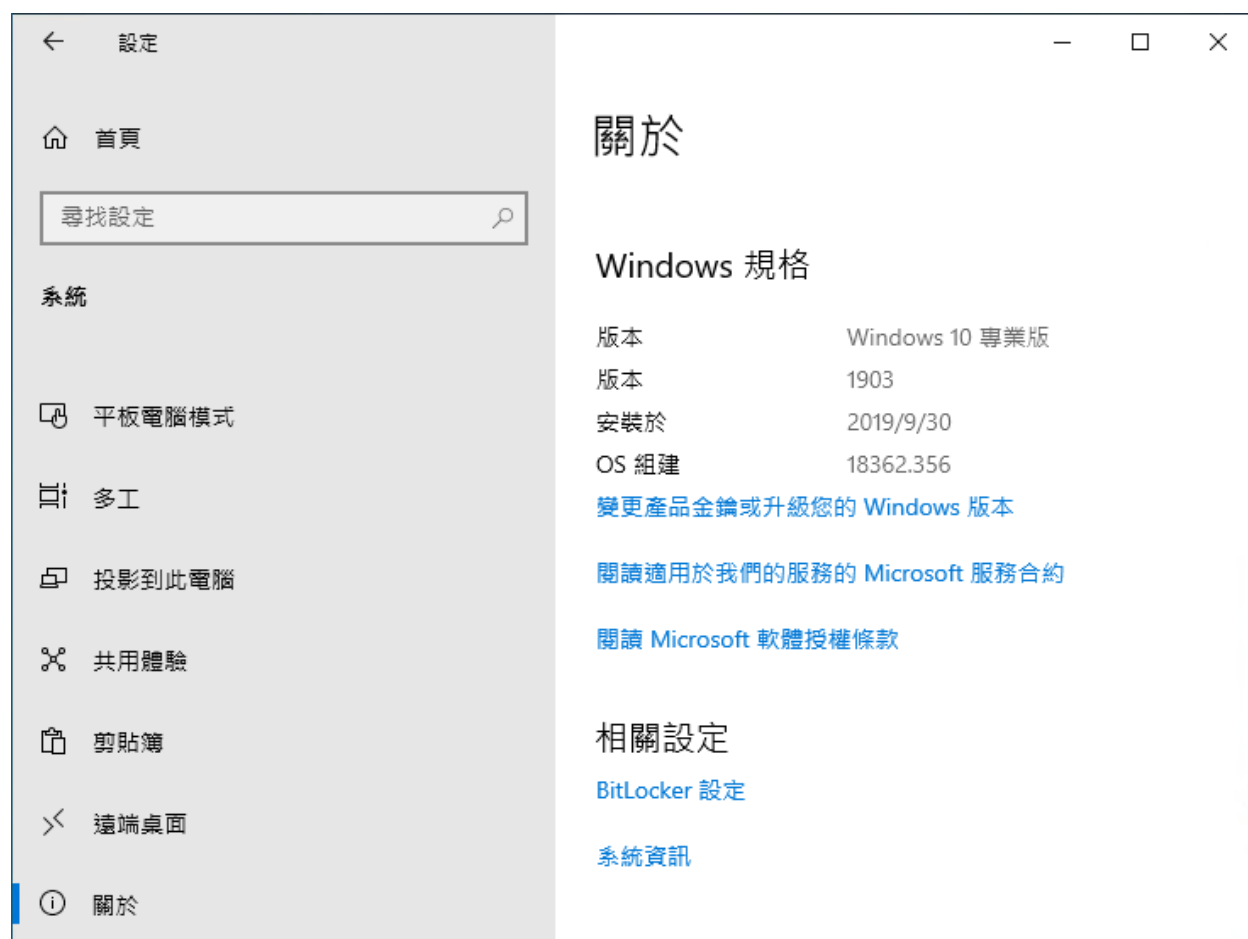 設定
首頁
尋找設定
系統
平板電腦模式
多工
投影到此電腦
共用體驗
剪貼簿
遠端桌面
關於
關於
Windows 規格
版本 Windows 10 專業版
版本 1903
安裝於 2019/9/30
OS 組建 18362.356
變更產品金鑰或升級您的 Windows 版本
閱讀適用於我們的服務的 Microsoft 服務合約
閱讀 Microsoft 軟體授權條款
相關設定
BitLocker 設定
系統資訊